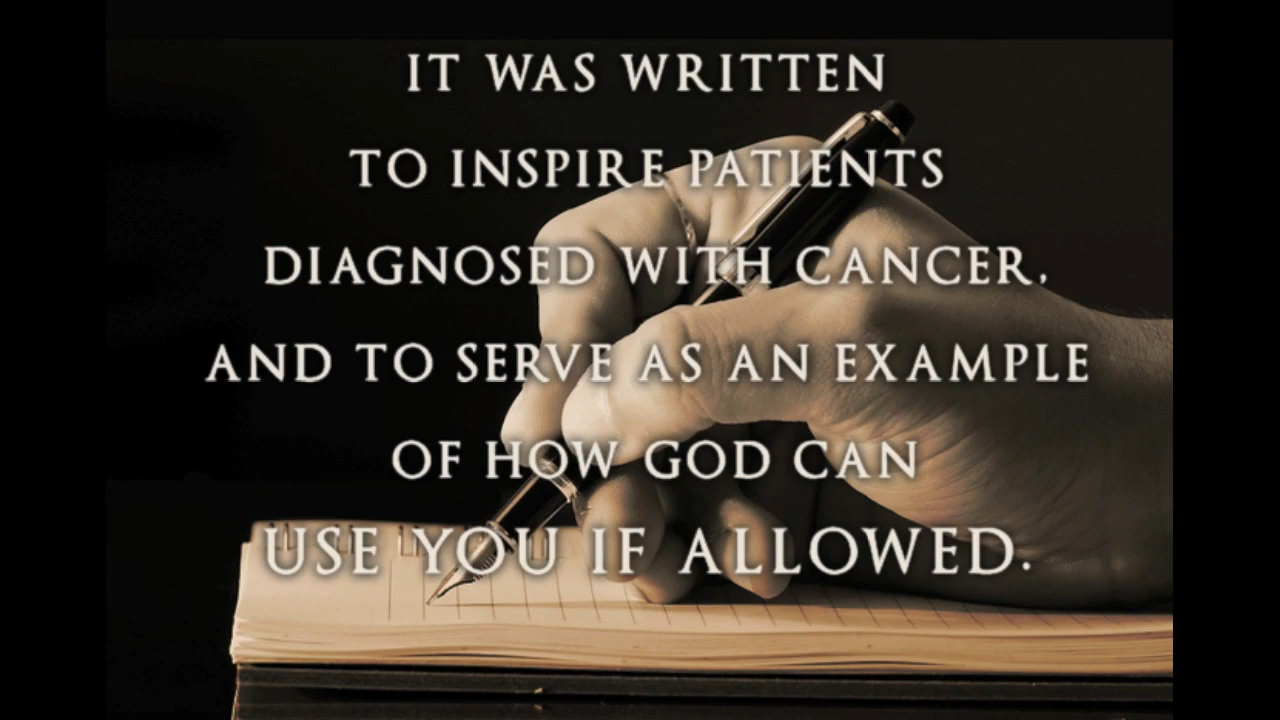 IT WAS WRITTEN
TO INSPIRE PATIENTS
DIAGNOSED WITH CANCER,
AND TO SERVE AS AN EXAMPLE
OF HOW GOD CAN
USE YOU IF ALLOWED.